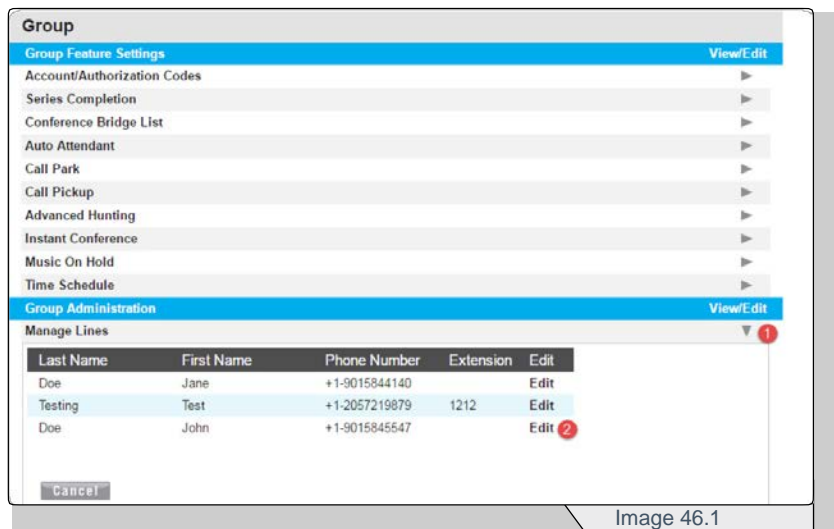 Group
Group Feature Settings View/Edit
Account/Authorization Codes
Series Completion
Conference Bridge List
Auto Attendant
Call Park
Call Pickup
Advanced Hunting
Instant Conference
Music On Hold
Time Schedule
Group Administration View/Edit
Manage Lines 1
Last Name First Name Phone Number Extension Edit
Doe Jane +1-9015844140 Edit
Testing Test +1-2057219879 1212 Edit
Doe John +1-9015845547 Edit 2
Cancel
Image 46.1